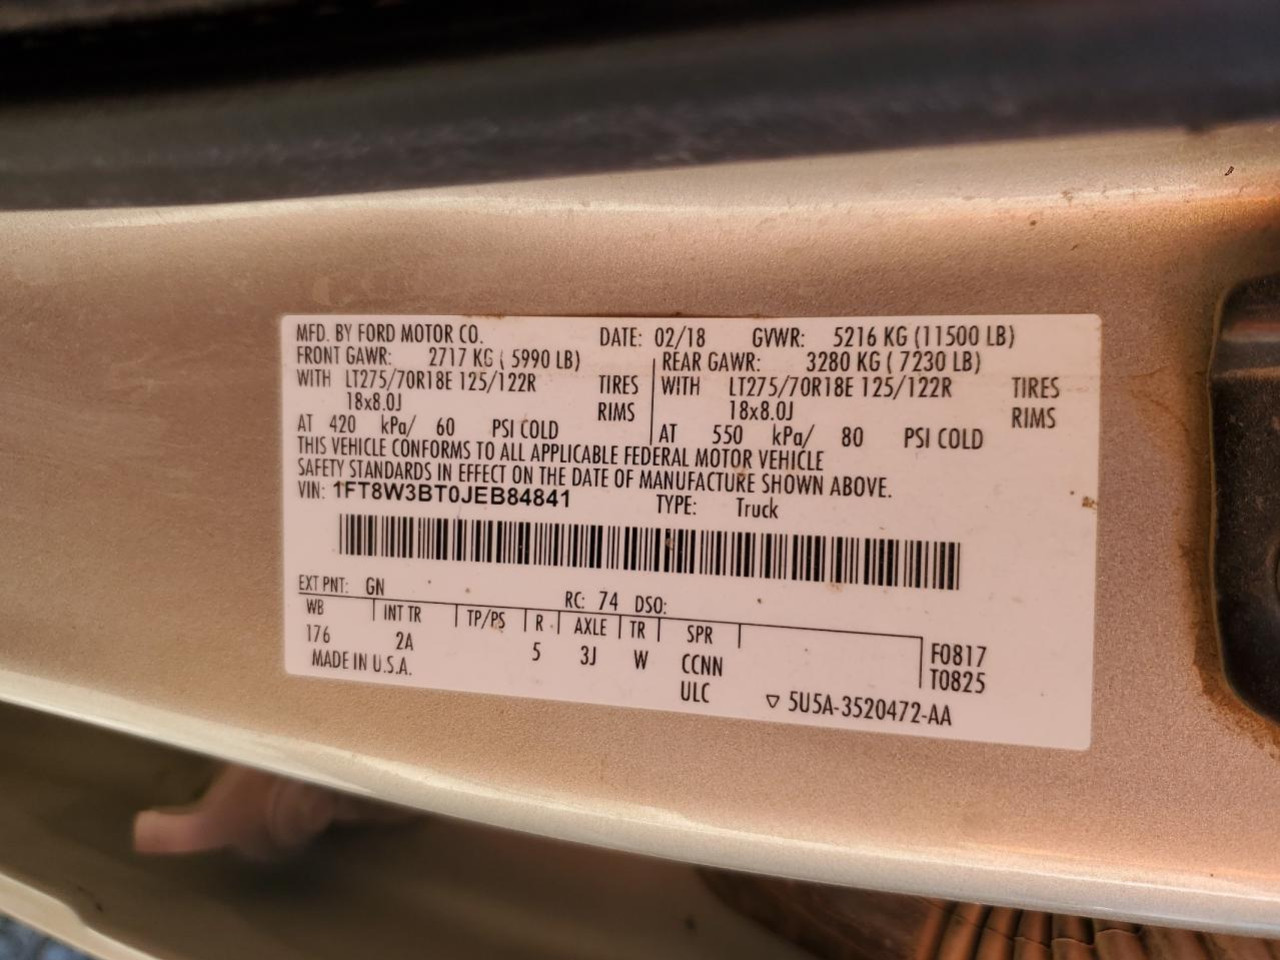 MFD. BY FORD MOTOR CO. DATE: 02/18 GVWR: 5216 KG (11500 LB)
FRONT GAWR: 2717 KG ( 5990 LB) REAR GAWR: 3280 KG ( 7230 LB)
WITH LT275/70R18E 125/122R TIRES WITH LT275/70R18E 125/122R TIRES
18x8.0J RIMS 18x8.0J RIMS
AT 420 kPa/ 60 PSI COLD AT 550 kPa/ 80 PSI COLD
THIS VEHICLE CONFORMS TO ALL APPLICABLE FEDERAL MOTOR VEHICLE
SAFETY STANDARDS IN EFFECT ON THE DATE OF MANUFACTURE SHOWN ABOVE.
VIN: 1FT8W3BT0JEB84841 TYPE: Truck
EXT PNT: GN RC: 74 DSO:
WB INT TR TP/PS R AXLE TR SPR
176 2A 5 3J W CCNN F0817
MADE IN U.S.A. ULC T0825
▽ 5U5A-3520472-AA